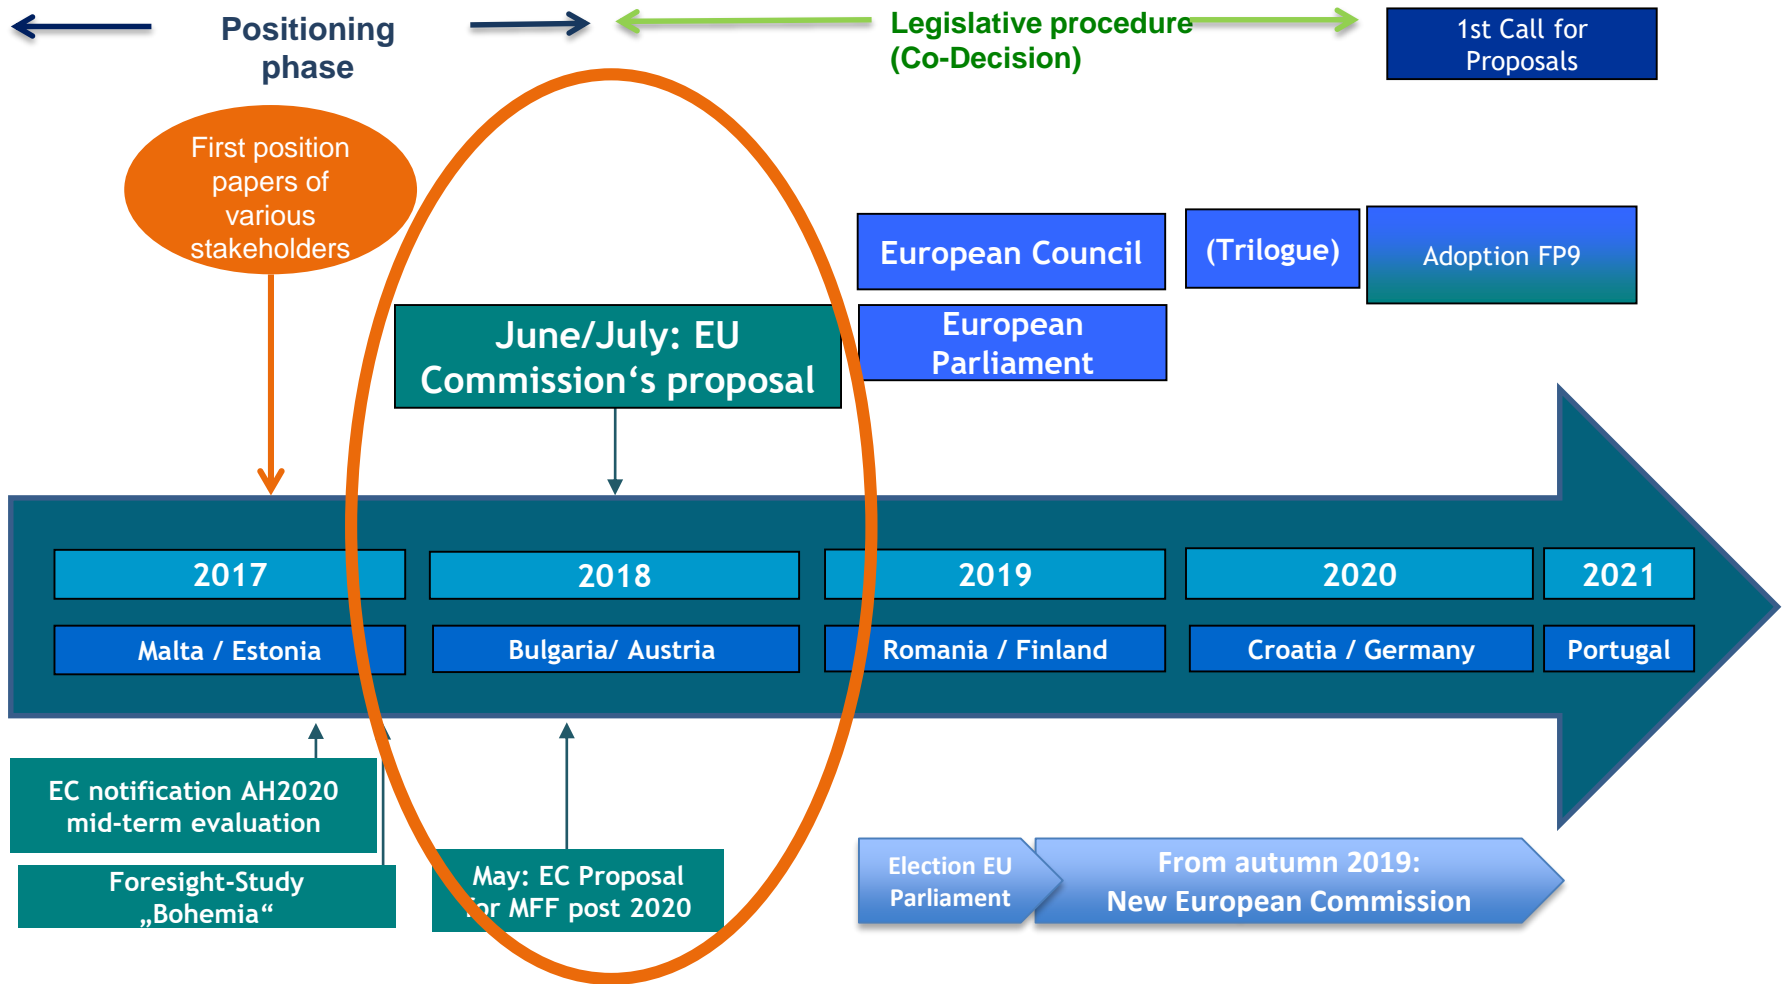 Positioning
phase
Legislative procedure
(Co-Decision)
1st Call for
Proposals
First position
papers of
various
stakeholders
European Council
(Trilogue)
Adoption FP9
June/July: EU
Commission‘s proposal
European
Parliament
2017
2018
2019
2020
2021
Malta / Estonia
Bulgaria/ Austria
Romania / Finland
Croatia / Germany
Portugal
EC notification AH2020
mid-term evaluation
Foresight-Study
„Bohemia“
May: EC Proposal
for MFF post 2020
Election EU
Parliament
From autumn 2019:
New European Commission